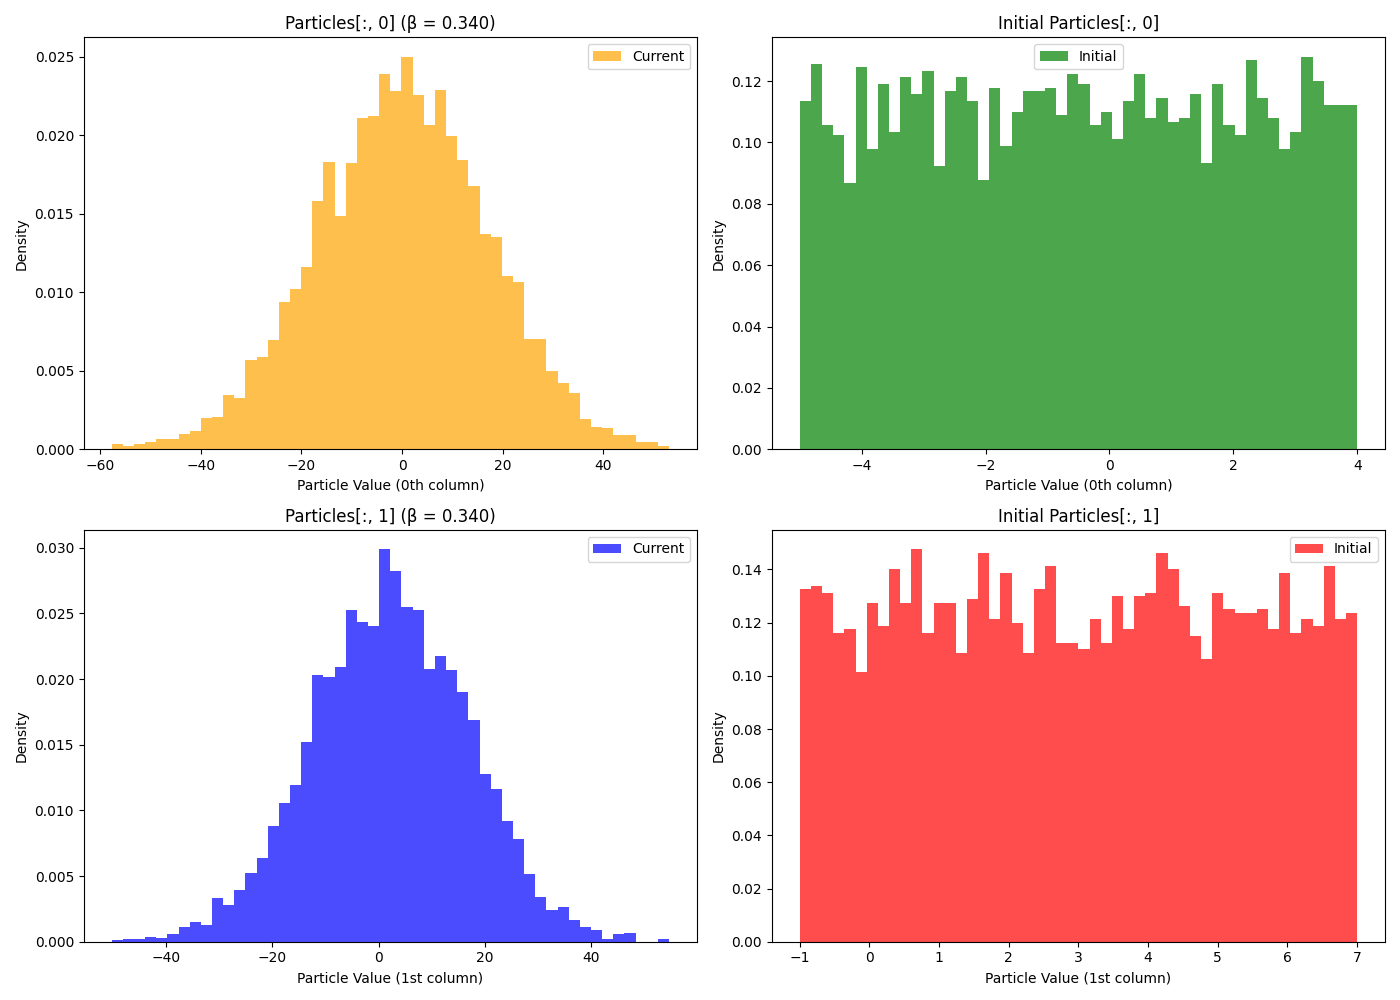 Particles[:, 0] (β = 0.340)
Current
Density
0.025
0.020
0.015
0.010
0.005
0.000
−60 −40 −20 0 20 40
Particle Value (0th column)
Initial Particles[:, 0]
Initial
Density
0.12
0.10
0.08
0.06
0.04
0.02
0.00
−4 −2 0 2 4
Particle Value (0th column)
Particles[:, 1] (β = 0.340)
Current
Density
0.030
0.025
0.020
0.015
0.010
0.005
0.000
−40 −20 0 20 40
Particle Value (1st column)
Initial Particles[:, 1]
Initial
Density
0.14
0.12
0.10
0.08
0.06
0.04
0.02
0.00
−1 0 1 2 3 4 5 6 7
Particle Value (1st column)